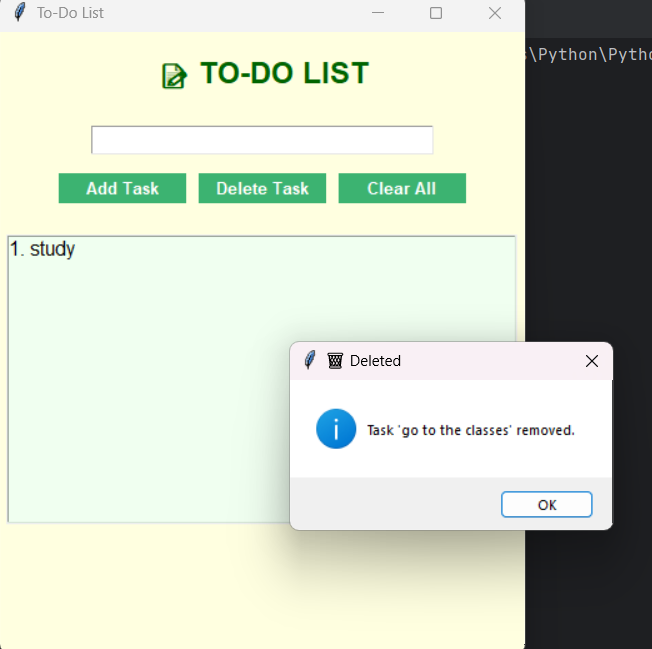 To-Do List
\Python\Pytho
TO-DO LIST
Add Task Delete Task Clear All
1. study
Deleted
Task 'go to the classes' removed.
OK